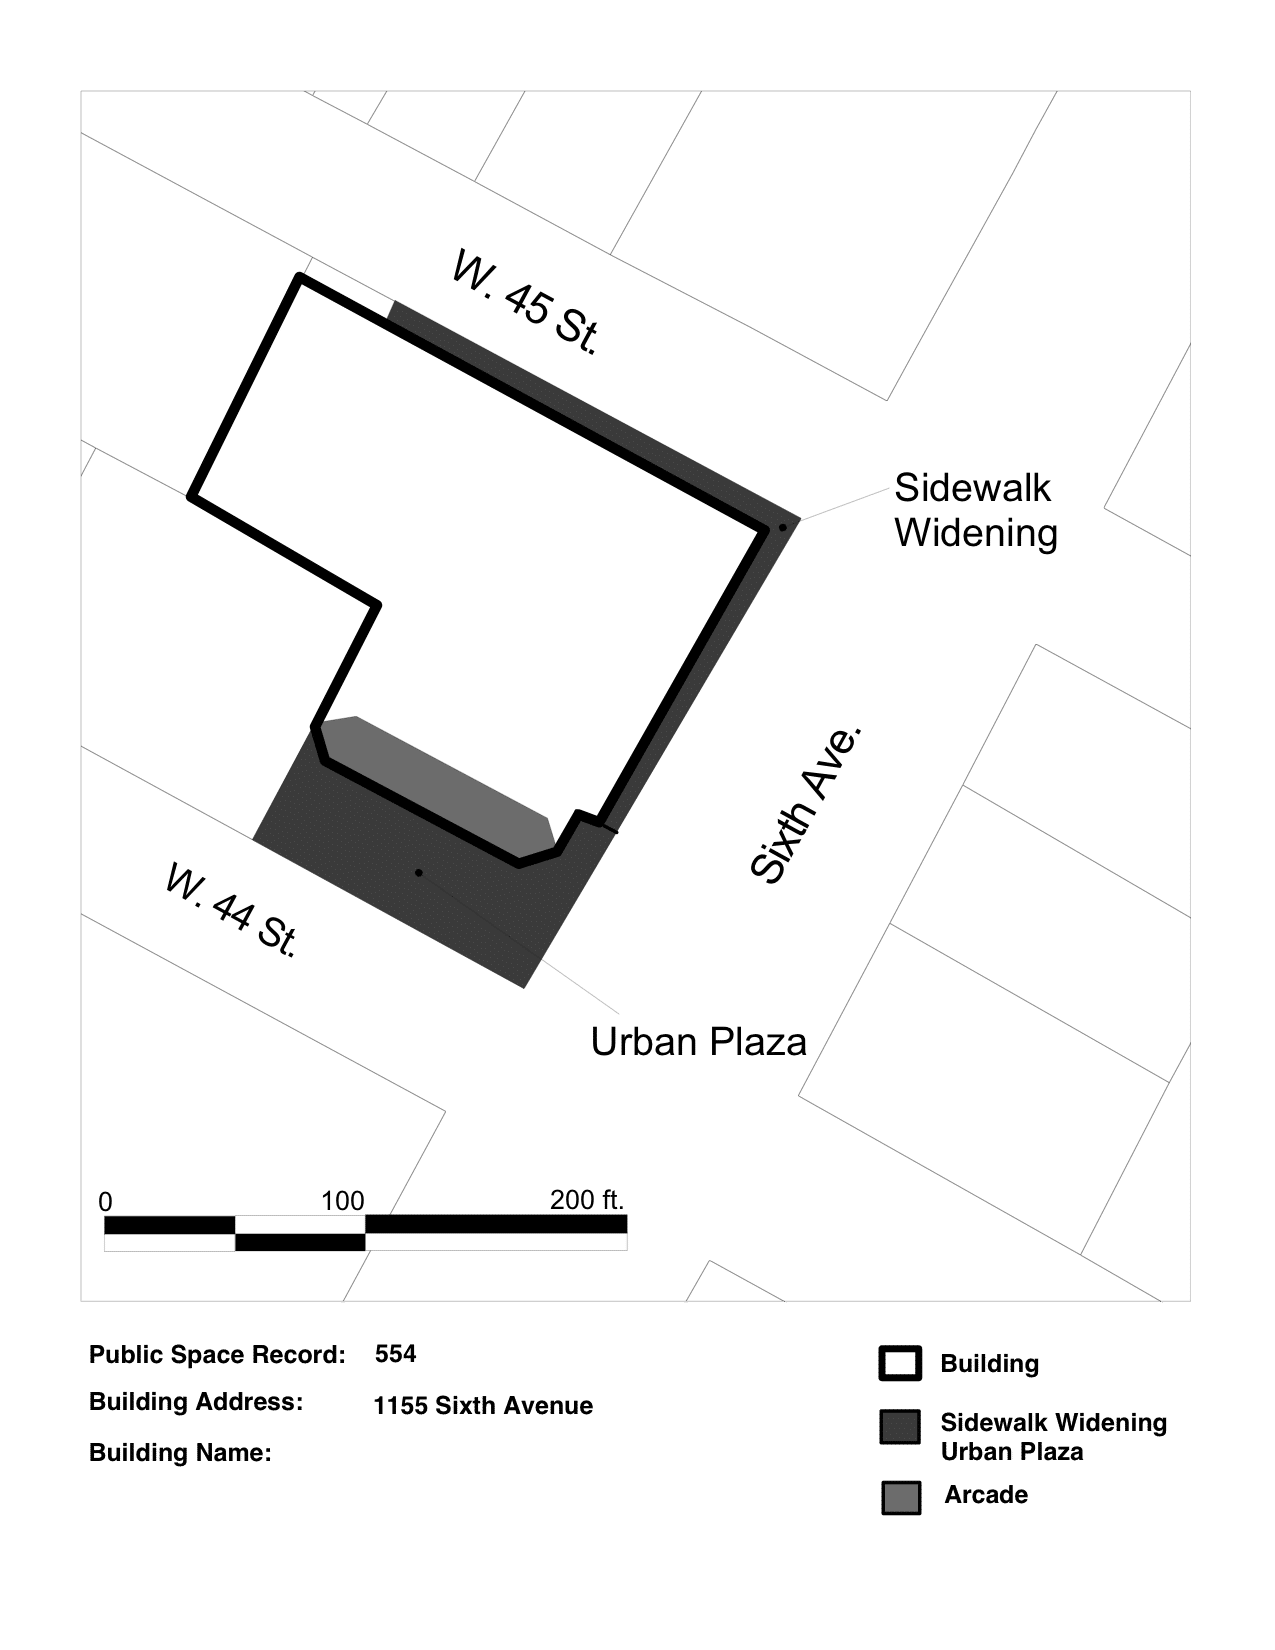 W. 45 St.
Sidewalk
Widening
Sixth Ave.
W. 44 St.
Urban Plaza
0 100 200 ft.
Public Space Record: 554
Building Address: 1155 Sixth Avenue
Building Name:
Building
Sidewalk Widening
Urban Plaza
Arcade